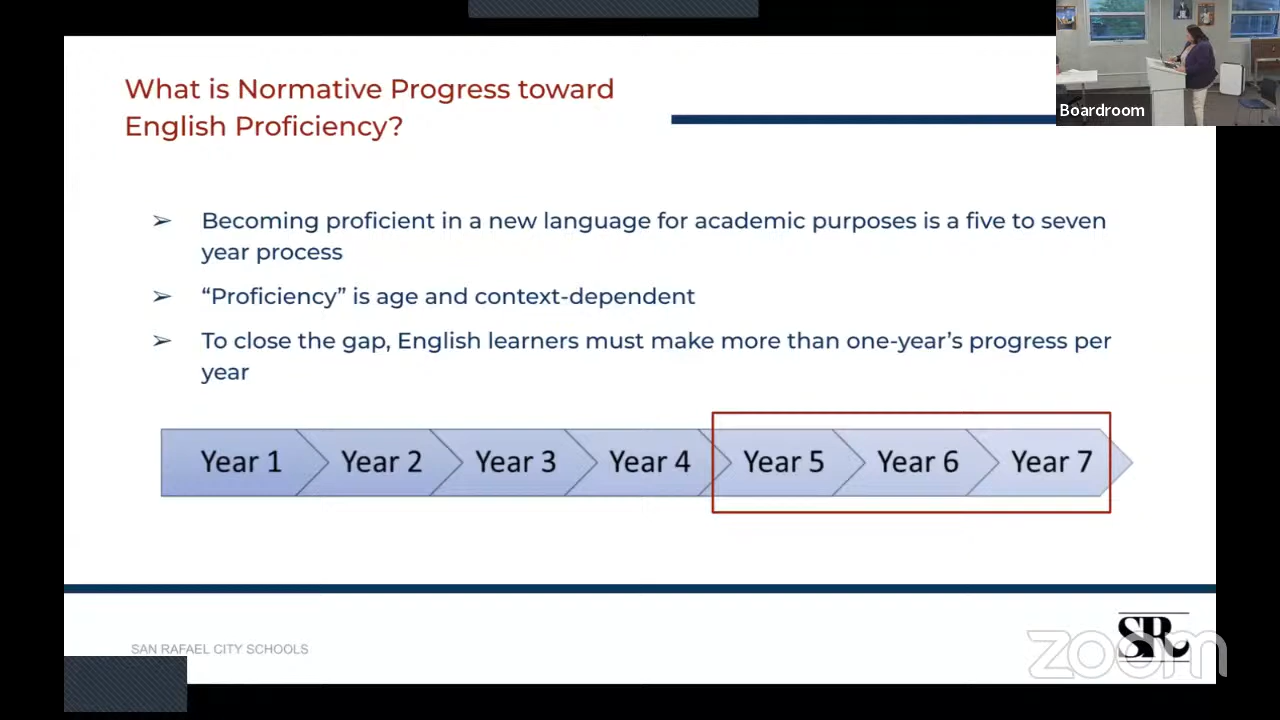 What is Normative Progress toward
English Proficiency?
Boardroom
➢ Becoming proficient in a new language for academic purposes is a five to seven
year process
➢ “Proficiency” is age and context-dependent
➢ To close the gap, English learners must make more than one-year’s progress per
year
Year 1 Year 2 Year 3 Year 4 Year 5 Year 6 Year 7
SAN RAFAEL CITY SCHOOLS
SR
zoom